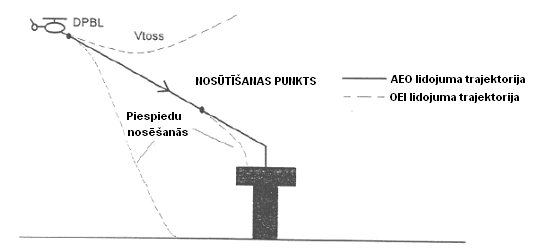 DPBL
Vtoss
NOSŪTĪŠANAS PUNKTS
AEO lidojuma trajektorija
OEI lidojuma trajektorija
Piespiedu
nosēšanās